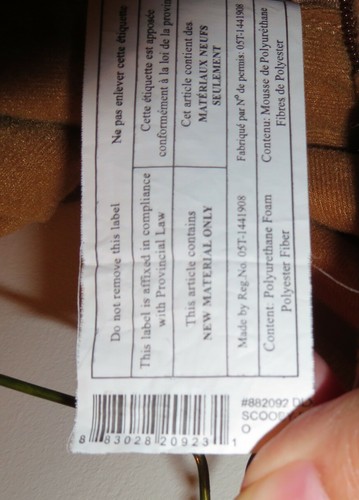 Do not remove this label
Ne pas enlever cette étiquette
This label is affixed in compliance
with Provincial Law
Cette étiquette est apposée
conformément à la loi de la
This article contains
NEW MATERIAL ONLY
Cet article contient des
MATÉRIAUX NEUFS
SEULEMENT
Made by Reg.No. 05T-1441908
Fabriqué par Nº de permis: 05T-1441908
Content: Polyurethane Foam
Polyester Fiber
Contenu: Mousse de Polyuréthane
Fibres de Polyester
8 83028 20923 1
#882092
O